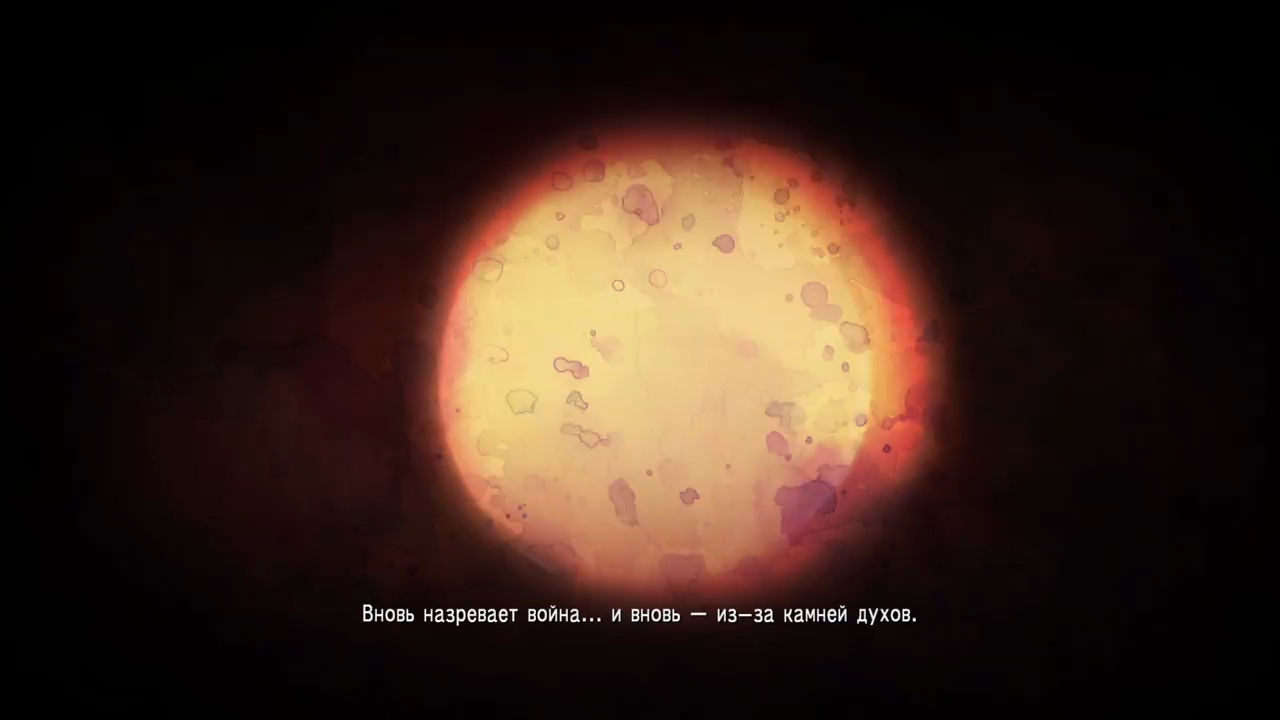 Вновь назревает война... и вновь — из–за камней духов.